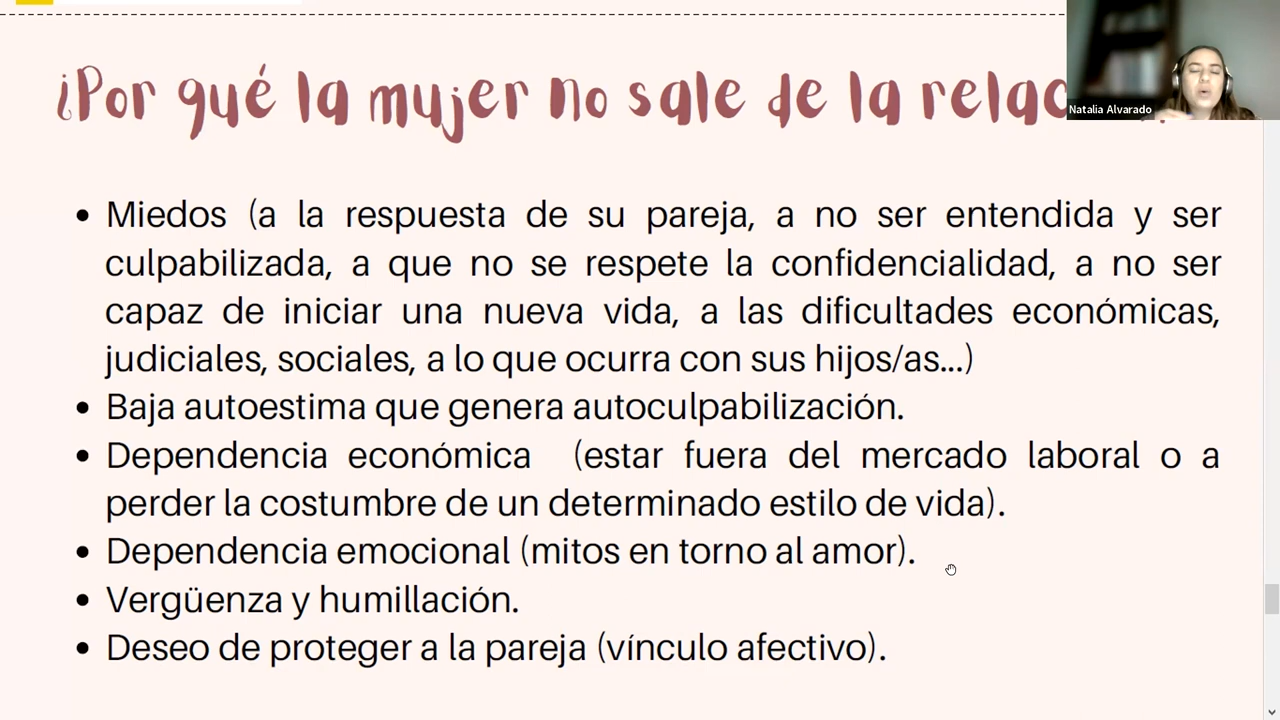 ¿Por qué la mujer no sale de la relac
Natalia Alvarado
• Miedos (a la respuesta de su pareja, a no ser entendida y ser
culpabilizada, a que no se respete la confidencialidad, a no ser
capaz de iniciar una nueva vida, a las dificultades económicas,
judiciales, sociales, a lo que ocurra con sus hijos/as...)
• Baja autoestima que genera autoculpabilización.
• Dependencia económica (estar fuera del mercado laboral o a
perder la costumbre de un determinado estilo de vida).
• Dependencia emocional (mitos en torno al amor).
• Vergüenza y humillación.
• Deseo de proteger a la pareja (vínculo afectivo).